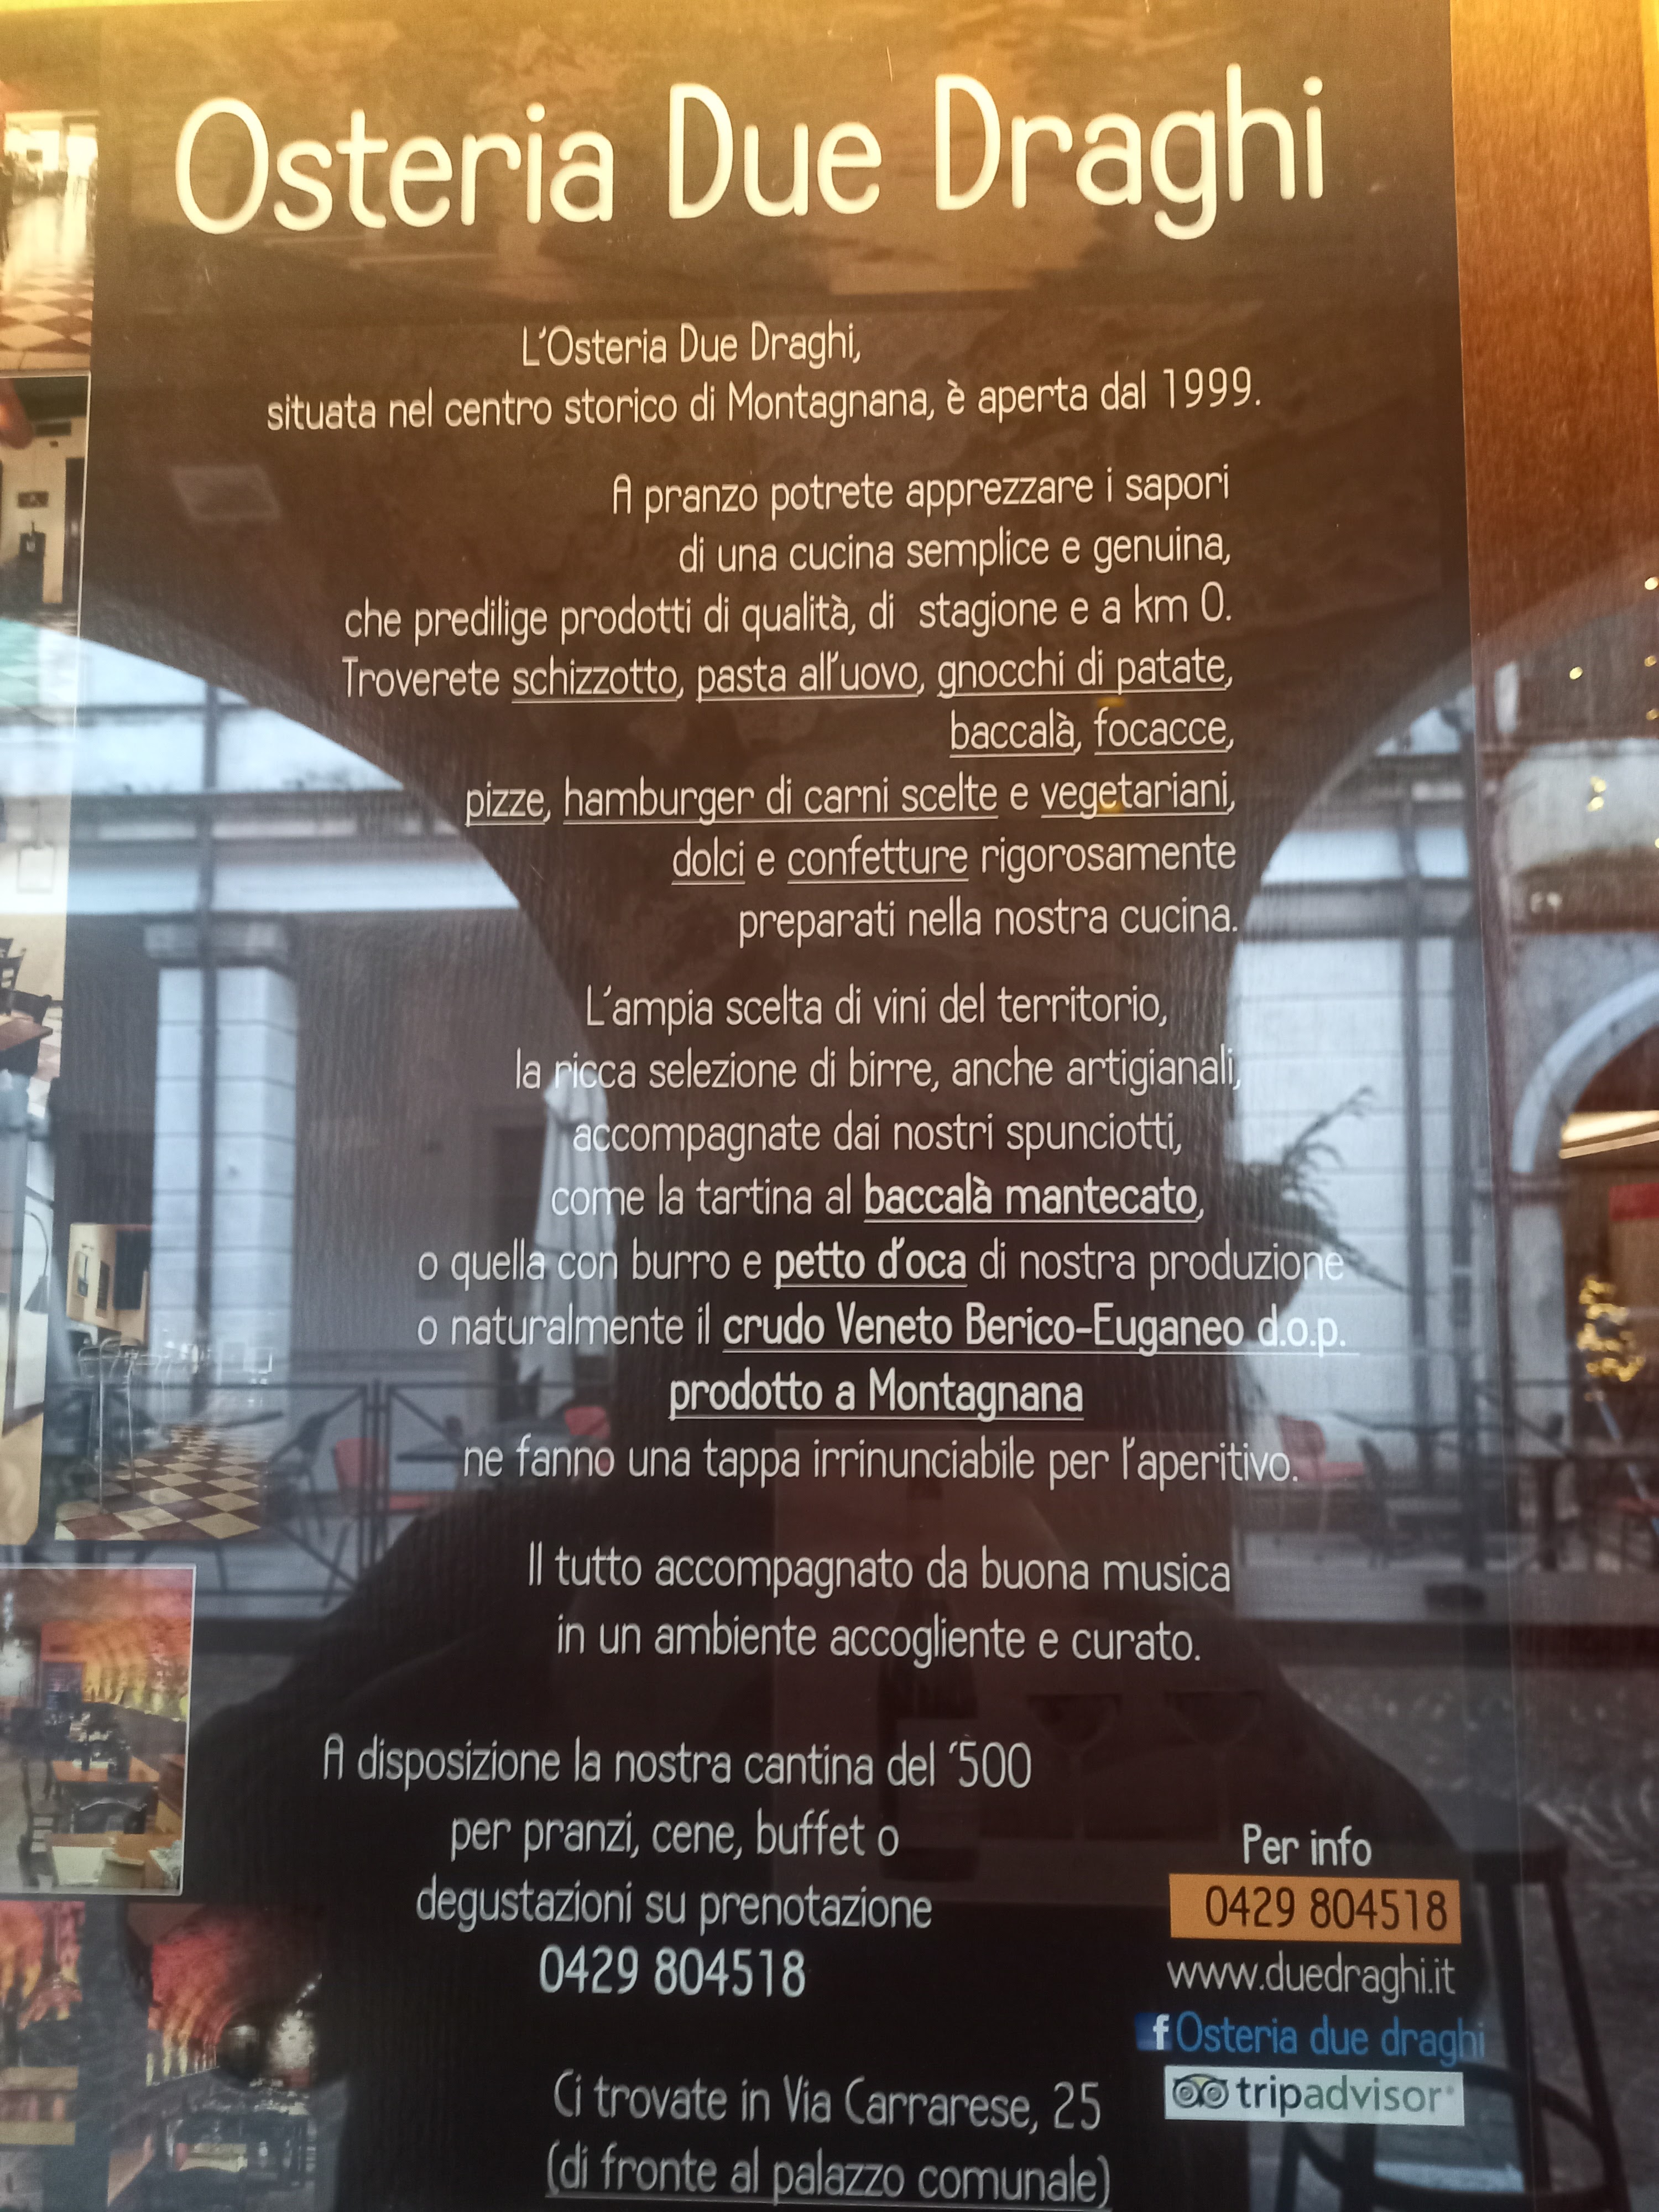 Osteria Due Draghi
L'Osteria Due Draghi,
situata nel centro storico di Montagnana, è aperta dal 1999.
A pranzo potrete apprezzare i sapori
di una cucina semplice e genuina,
che predilige prodotti di qualità, di stagione e a km 0.
Troverete schizzotto, pasta all'uovo, gnocchi di patate,
baccalà, focacce,
pizze, hamburger di carni scelte e vegetariani,
dolci e confetture rigorosamente
preparati nella nostra cucina.
L'ampia scelta di vini del territorio,
la ricca selezione di birre, anche artigianali,
accompagnate dai nostri spunciotti,
come la tartina al baccalà mantecato,
o quella con burro e petto d'oca di nostra produzione
o naturalmente il crudo Veneto Berico-Euganeo d.o.p.
prodotto a Montagnana
ne fanno una tappa irrinunciabile per l'aperitivo.
Il tutto accompagnato da buona musica
in un ambiente accogliente e curato.
A disposizione la nostra cantina del '500
per pranzi, cene, buffet o
degustazioni su prenotazione
0429 804518
Per info
0429 804518
www.duedraghi.it
f Osteria due draghi
tripadvisor®
Ci trovate in Via Carrarese, 25
(di fronte al palazzo comunale)